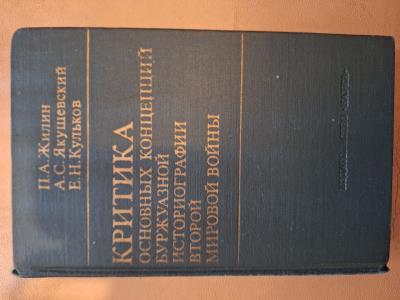 П. А. Жилин
А. С. Якушевский
Е. Н. Кульков
КРИТИКА
ОСНОВНЫХ КОНЦЕПЦИЙ
БУРЖУАЗНОЙ
ИСТОРИОГРАФИИ
ВТОРОЙ
МИРОВОЙ ВОЙНЫ